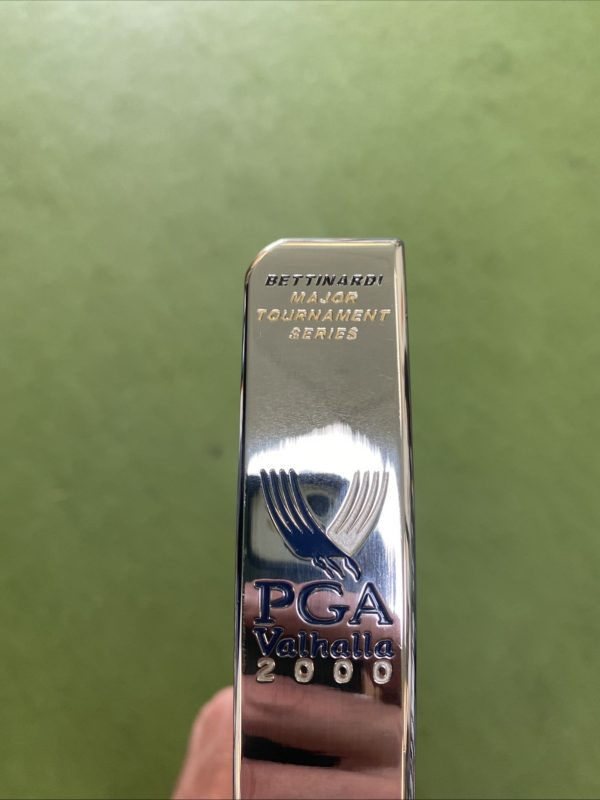 BETTINARDI
MAJOR
TOURNAMENT
SERIES
PGA
Valhalla
2000